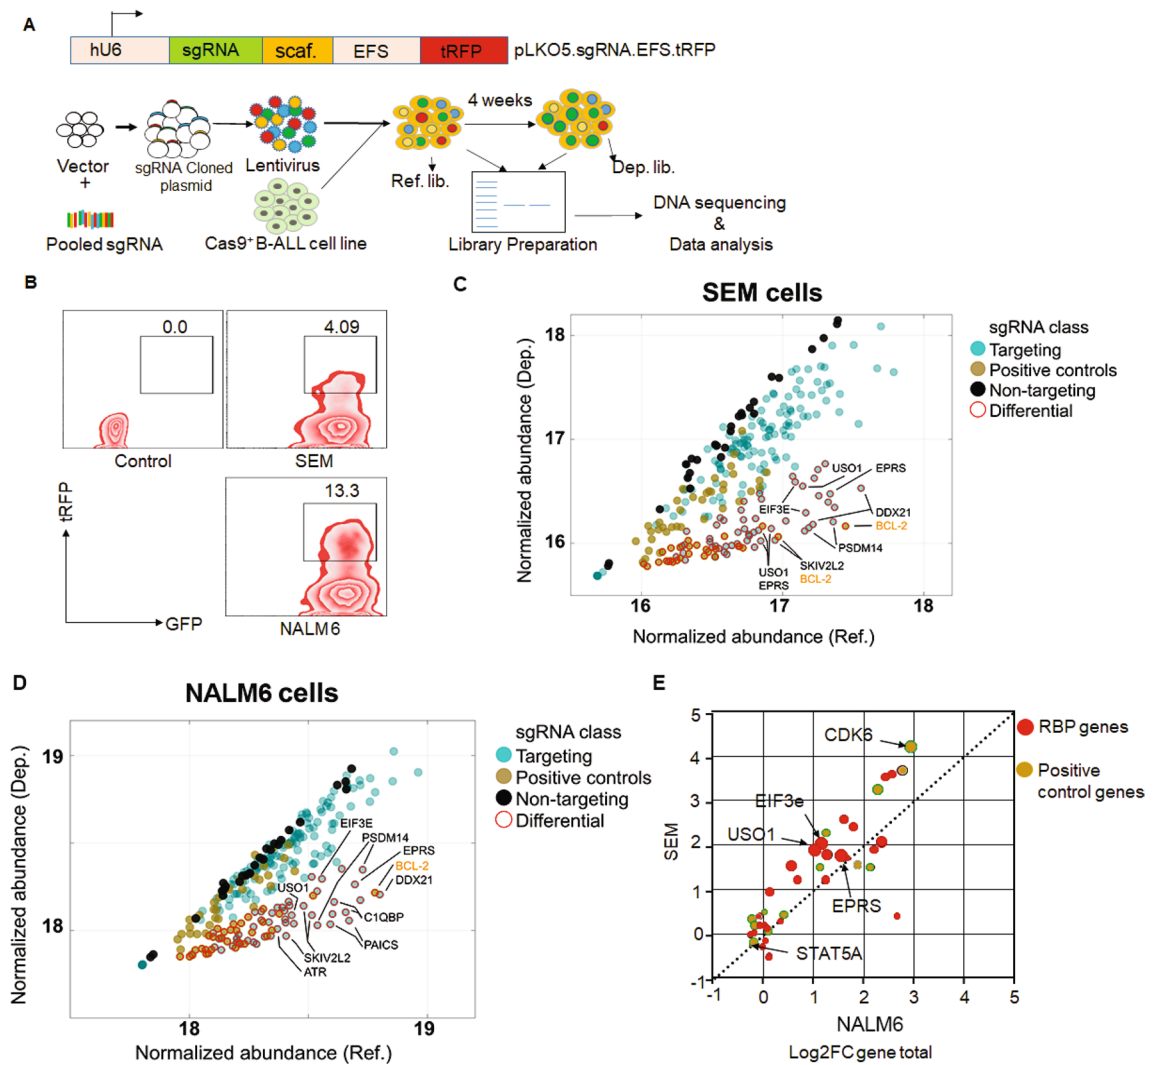 A
hU6 sgRNA scaf. EFS tRFP pLKO5.sgRNA.EFS.tRFP
4 weeks
Vector
+
Pooled sgRNA
sgRNA Cloned
plasmid
Lentivirus
Cas9+ B-ALL cell line
Ref. lib.
Dep. lib.
Library Preparation
DNA sequencing
&
Data analysis
B
0.0
4.09
Control
SEM
13.3
NALM6
tRFP
GFP
C
SEM cells
Normalized abundance (Dep.)
18
17
16
16 17 18
Normalized abundance (Ref.)
USO1
EPRS
EIF3E
DDX21
BCL-2
PSDM14
SKIV2L2
BCL-2
USO1
EPRS
sgRNA class
Targeting
Positive controls
Non-targeting
Differential
D
NALM6 cells
Normalized abundance (Dep.)
19
18
18 19
Normalized abundance (Ref.)
EIF3E
PSDM14
EPRS
BCL-2
DDX21
USO1
C1QBP
PAICS
SKIV2L2
ATR
sgRNA class
Targeting
Positive controls
Non-targeting
Differential
E
SEM
5
4
3
2
1
0
-1
-1 0 1 2 3 4 5
NALM6
Log2FC gene total
CDK6
EIF3e
USO1
EPRS
STAT5A
RBP genes
Positive
control genes